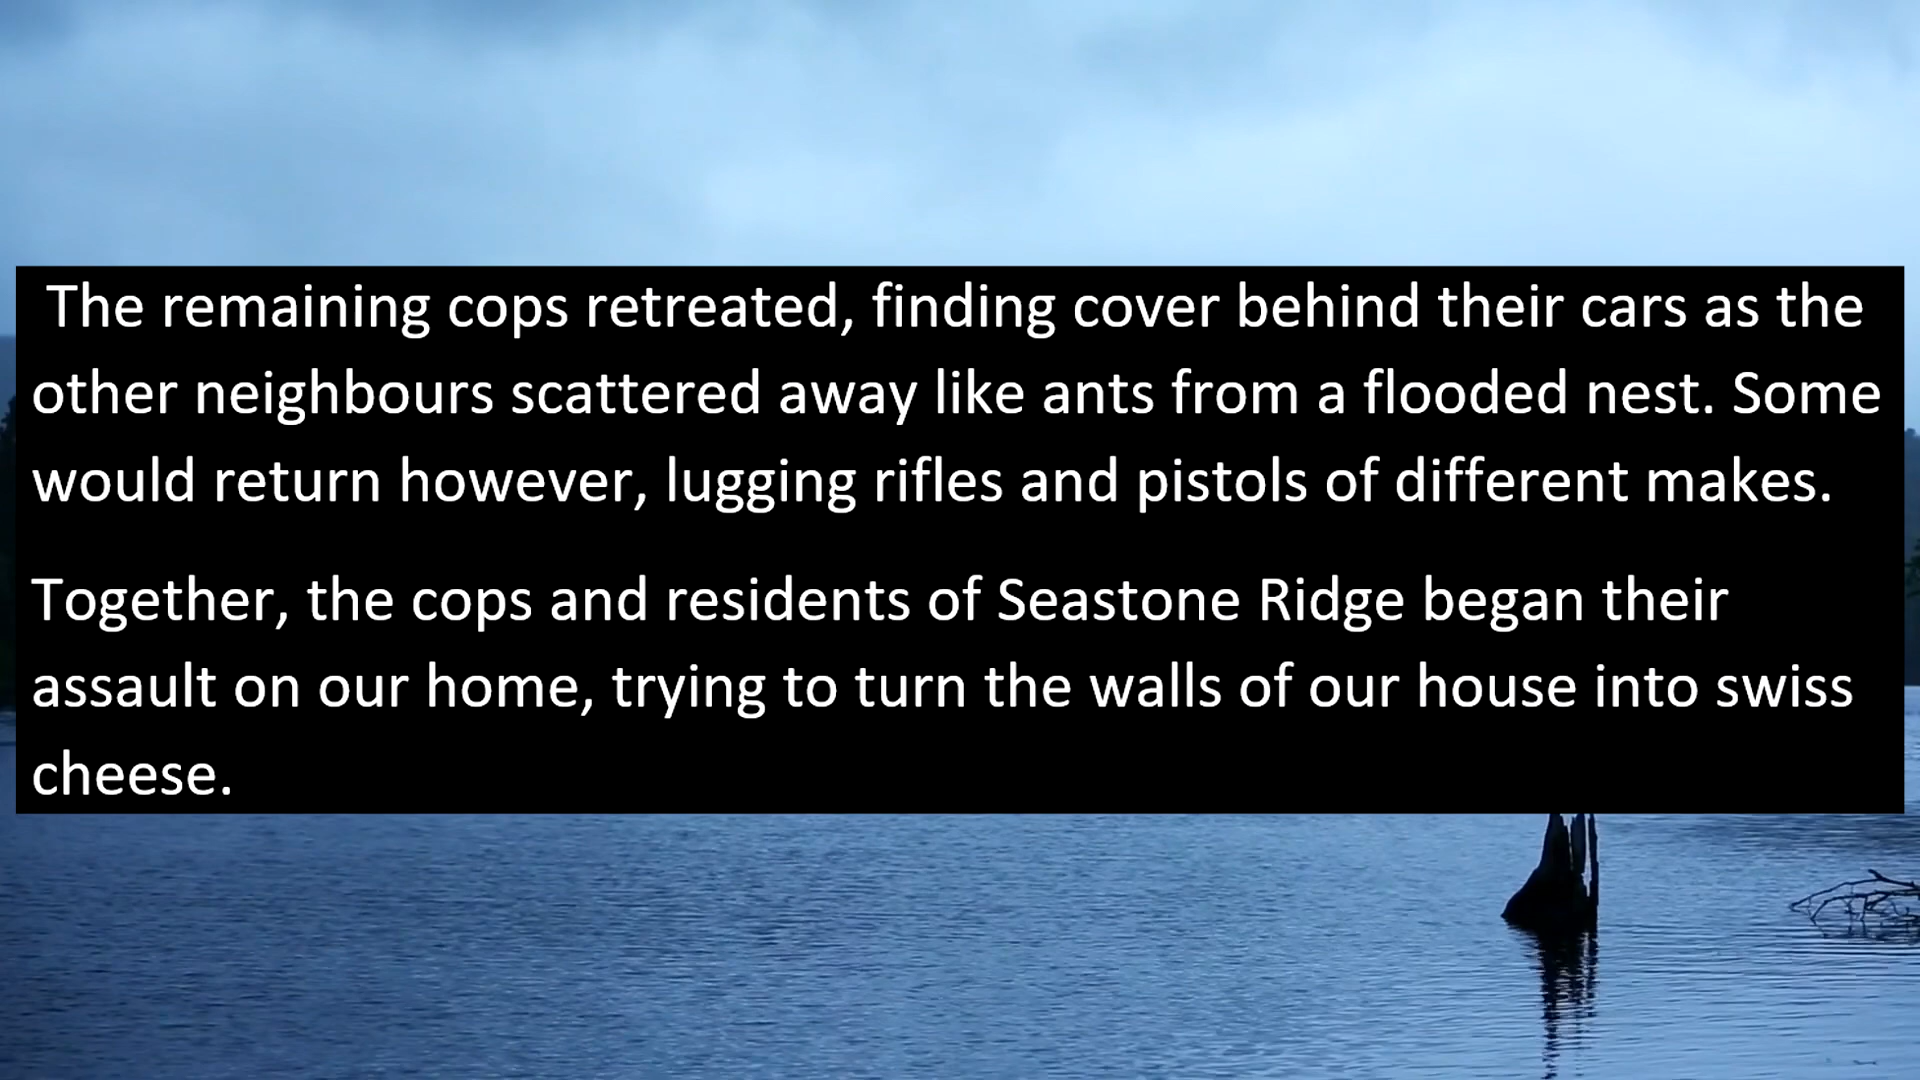 The remaining cops retreated, finding cover behind their cars as the
other neighbours scattered away like ants from a flooded nest. Some
would return however, lugging rifles and pistols of different makes.
Together, the cops and residents of Seastone Ridge began their
assault on our home, trying to turn the walls of our house into swiss
cheese.